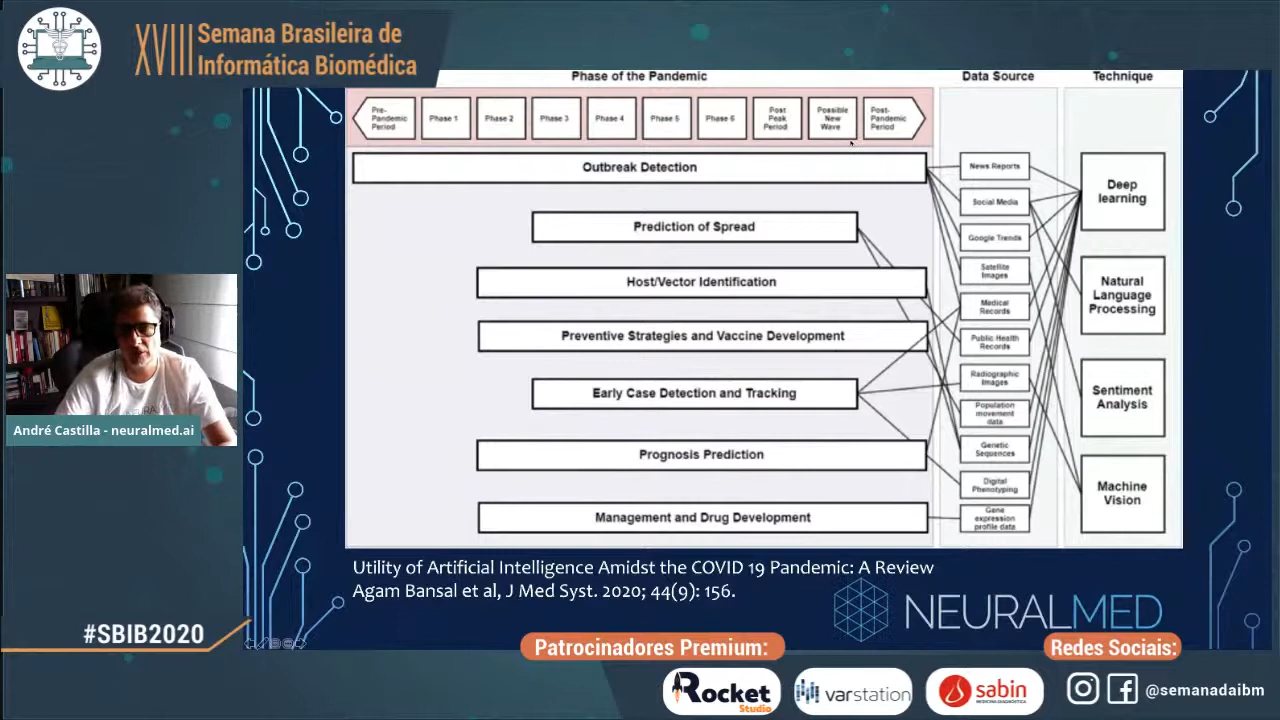 XVIII
Semana Brasileira de
Informática Biomédica
Phase of the Pandemic
Data Source
Technique
Pre-
Pandemic
Period
Phase 1
Phase 2
Phase 3
Phase 4
Phase 5
Phase 6
Post
Peak
Period
Possible
New
Wave
Post-
Pandemic
Period
Outbreak Detection
Prediction of Spread
Host/Vector Identification
Preventive Strategies and Vaccine Development
Early Case Detection and Tracking
Prognosis Prediction
Management and Drug Development
News Reports
Social Media
Google Trends
Satellite
Images
Medical
Records
Public Health
Records
Radiographic
Images
Population
movement
data
Genetic
Sequences
Digital
Phenotyping
Gene
expression
profile data
Deep
learning
Natural
Language
Processing
Sentiment
Analysis
Machine
Vision
André Castilla - neuralmed.ai
Utility of Artificial Intelligence Amidst the COVID 19 Pandemic: A Review
Agam Bansal et al, J Med Syst. 2020; 44(9): 156.
NEURALMED
#SBIB2020
Patrocinadores Premium:
Redes Sociais:
Rocket
Studio
varstation
sabin
MEDICINA DIAGNÓSTICA
@semanadaibm